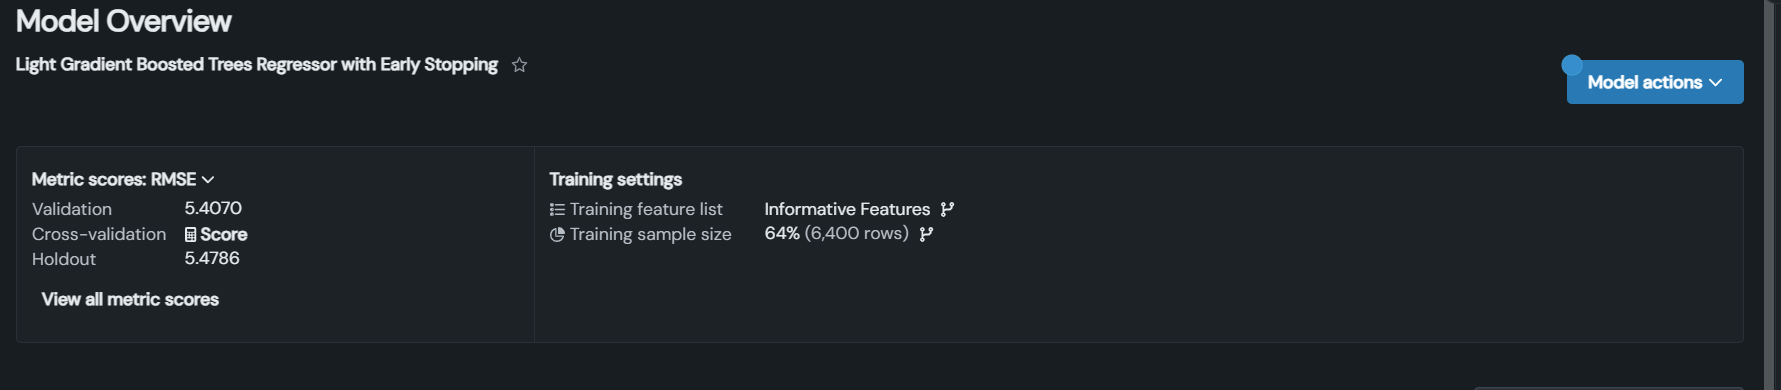 Model Overview
Light Gradient Boosted Trees Regressor with Early Stopping
Model actions
Metric scores: RMSE
Validation 5.4070
Cross-validation Score
Holdout 5.4786
View all metric scores
Training settings
Training feature list Informative Features
Training sample size 64% (6,400 rows)